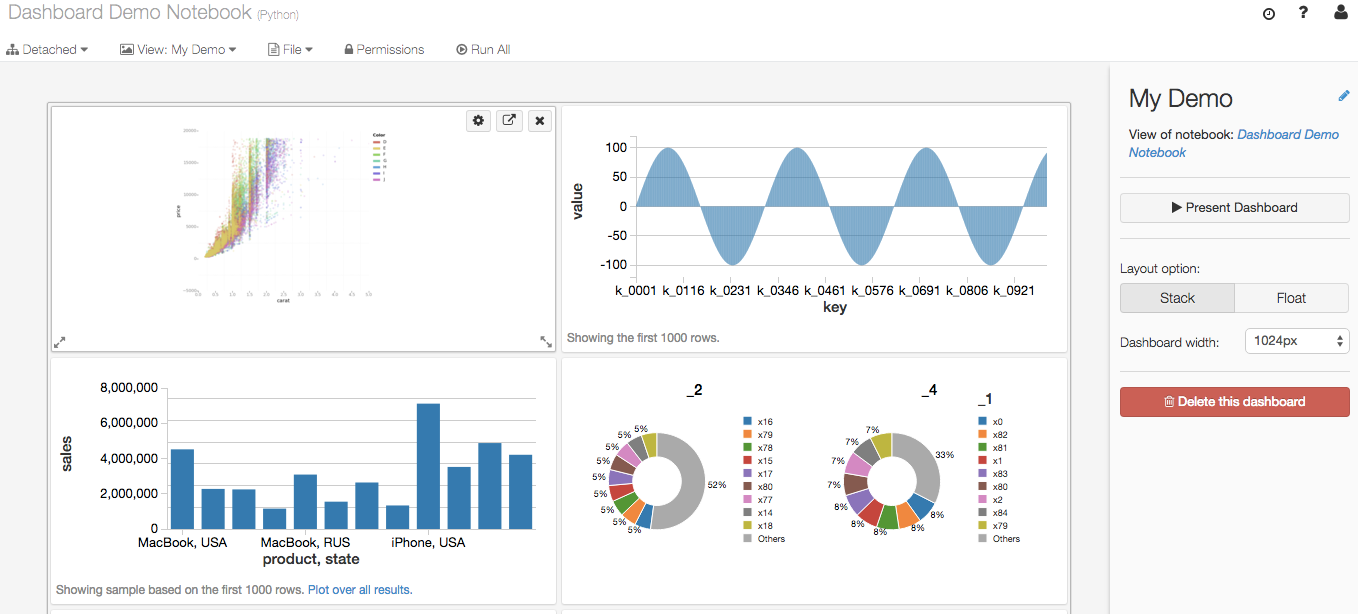 Dashboard Demo Notebook (Python)
Detached View: My Demo File Permissions Run All
My Demo
View of notebook: Dashboard Demo
Notebook
Present Dashboard
Layout option:
Stack Float
Dashboard width: 1024px
Delete this dashboard
Color
D
E
F
G
H
I
J
price
carat
value
100
50
0
-50
-100
k_0001 k_0116 k_0231 k_0346 k_0461 k_0576 k_0691 k_0806 k_0921
key
Showing the first 1000 rows.
sales
8,000,000
6,000,000
4,000,000
2,000,000
0
MacBook, USA MacBook, RUS iPhone, USA
product, state
Showing sample based on the first 1000 rows. Plot over all results.
_2
5%
5%
5%
5%
5%
5%
5%
5%
5%
52%
x16
x79
x78
x15
x17
x80
x77
x14
x18
Others
_4
7%
7%
7%
7%
8%
8%
8%
8%
8%
33%
_1
x0
x82
x81
x1
x83
x80
x2
x84
x79
Others